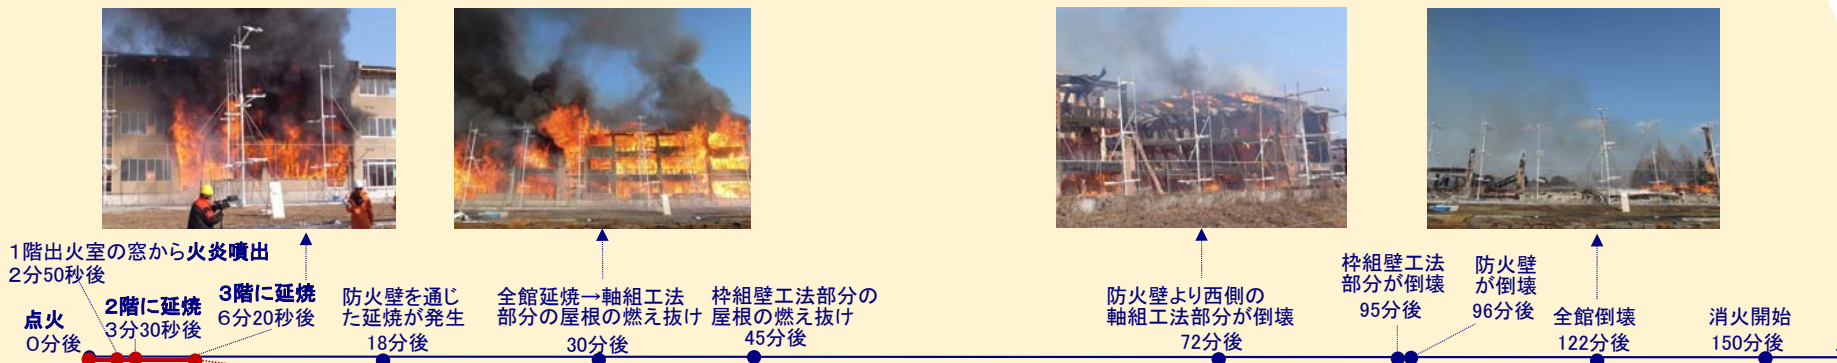 1階出火室の窓から火炎噴出
2分50秒後
点火
0分後
2階に延焼
3分30秒後
3階に延焼
6分20秒後
防火壁を通じ
た延焼が発生
18分後
全館延焼→軸組工法
部分の屋根の燃え抜け
30分後
枠組壁工法部分の
屋根の燃え抜け
45分後
防火壁より西側の
軸組工法部分が倒壊
72分後
枠組壁工法
部分が倒壊
95分後
防火壁
が倒壊
96分後
全館倒壊
122分後
消火開始
150分後